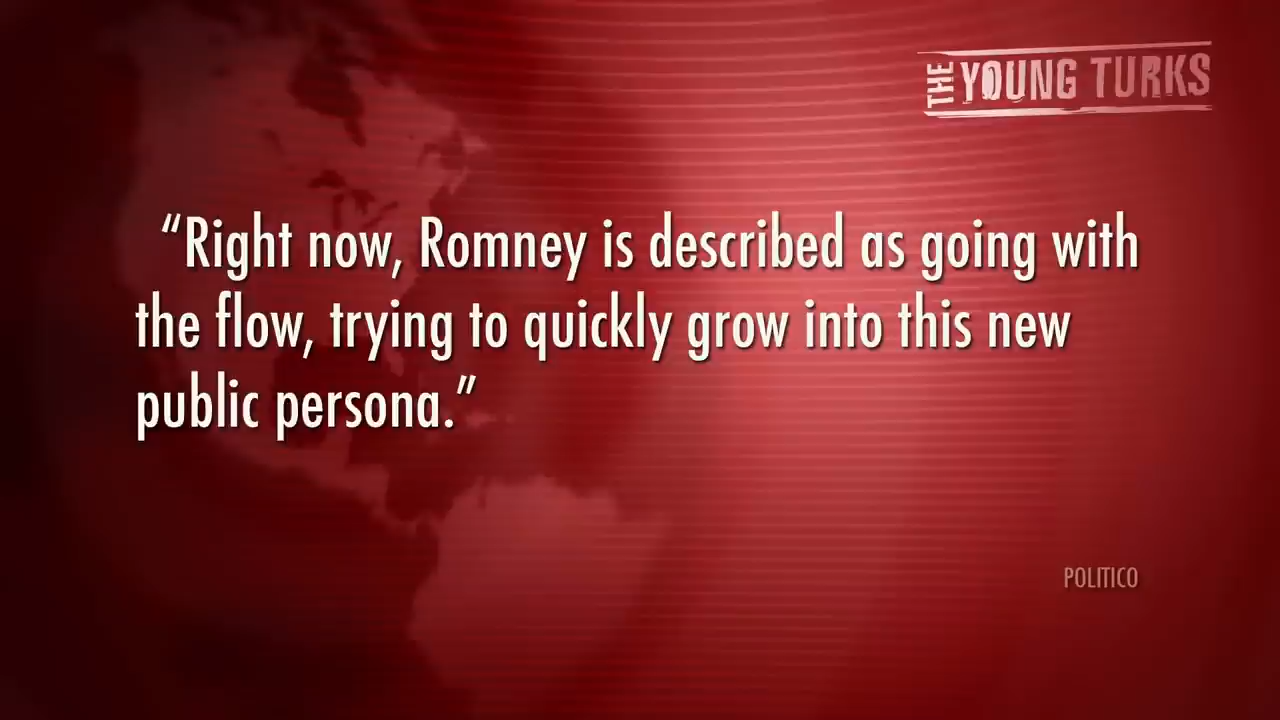 THE YOUNG TURKS
“Right now, Romney is described as going with
the flow, trying to quickly grow into this new
public persona.”
POLITICO